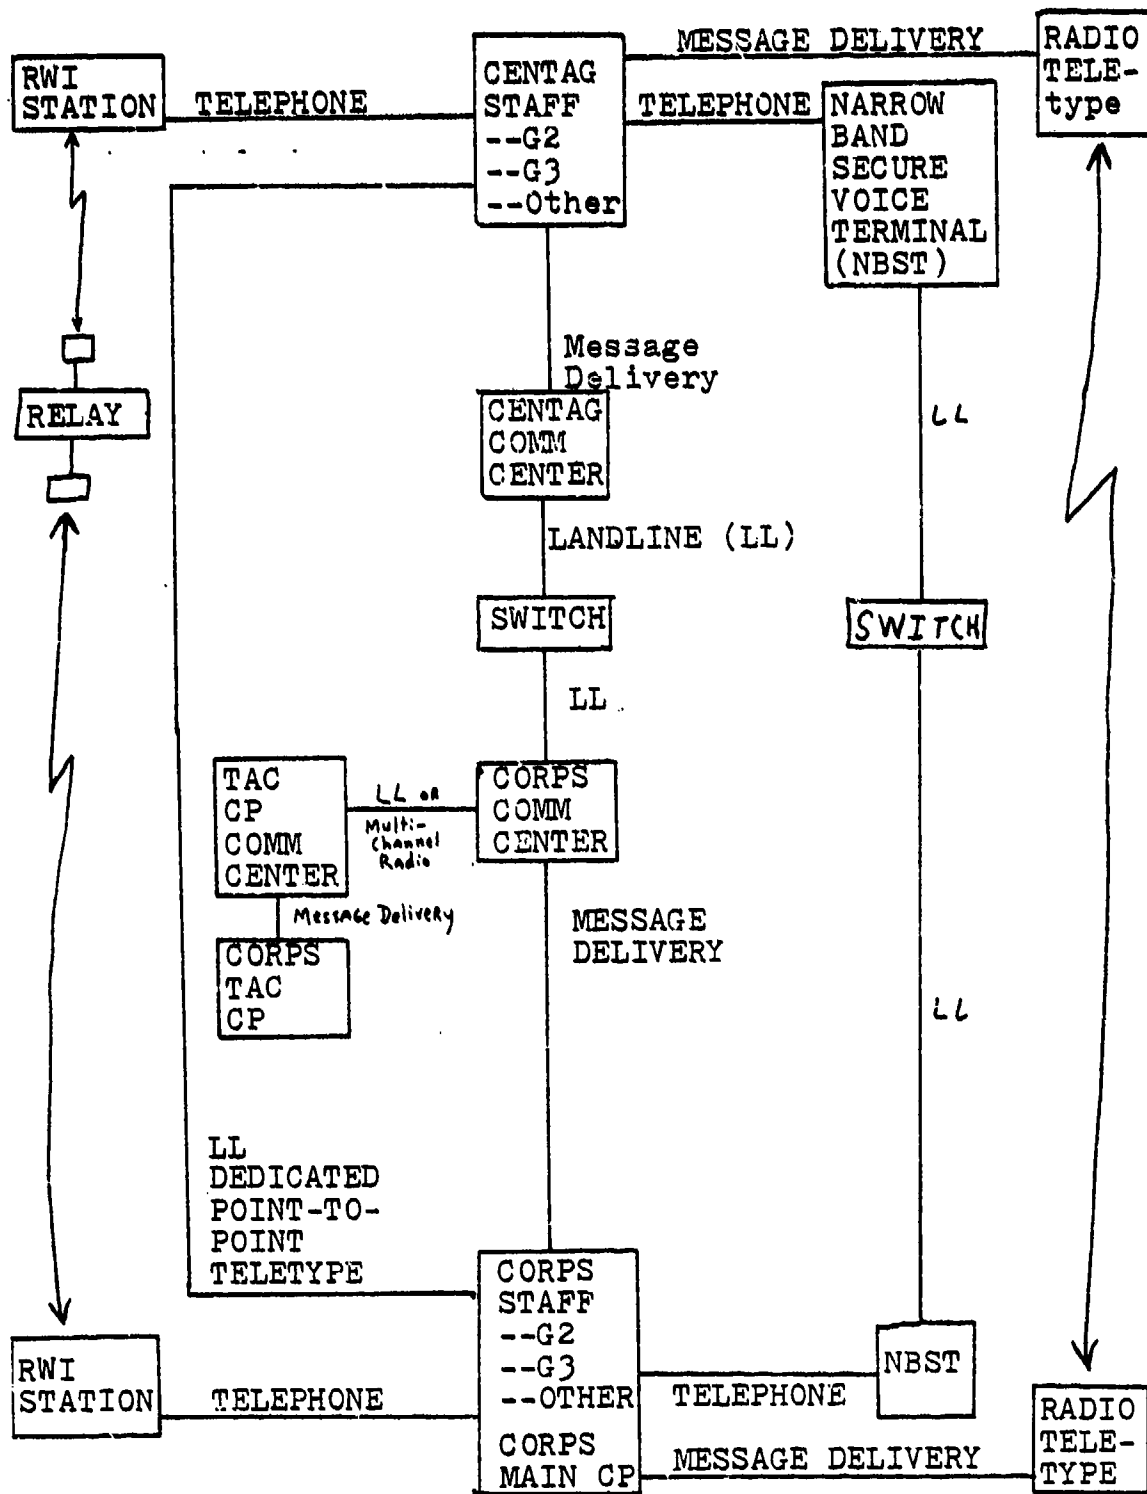 MESSAGE DELIVERY
RADIO
TELE-
type
RWI
STATION
TELEPHONE
CENTAG
STAFF
--G2
--G3
--Other
TELEPHONE
NARROW
BAND
SECURE
VOICE
TERMINAL
(NBST)
Message
Delivery
RELAY
CENTAG
COMM
CENTER
LL
LANDLINE (LL)
SWITCH
SWITCH
LL
TAC
CP
COMM
CENTER
LL OR
Multi-
Channel
Radio
CORPS
COMM
CENTER
Message Delivery
CORPS
TAC
CP
MESSAGE
DELIVERY
LL
LL
DEDICATED
POINT-TO-
POINT
TELETYPE
CORPS
STAFF
--G2
--G3
--OTHER
CORPS
MAIN CP
RWI
STATION
TELEPHONE
TELEPHONE
NBST
MESSAGE DELIVERY
RADIO
TELE-
TYPE